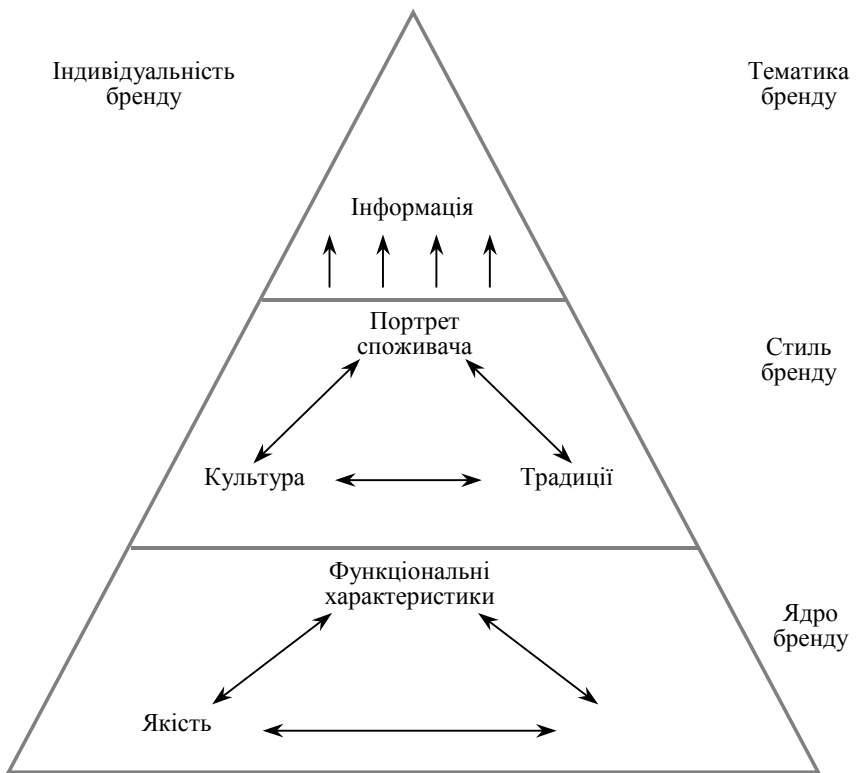 Індивідуальність
бренду
Тематика
бренду
Інформація
Портрет
споживача
Стиль
бренду
Культура
Традиції
Функціональні
характеристики
Ядро
бренду
Якість